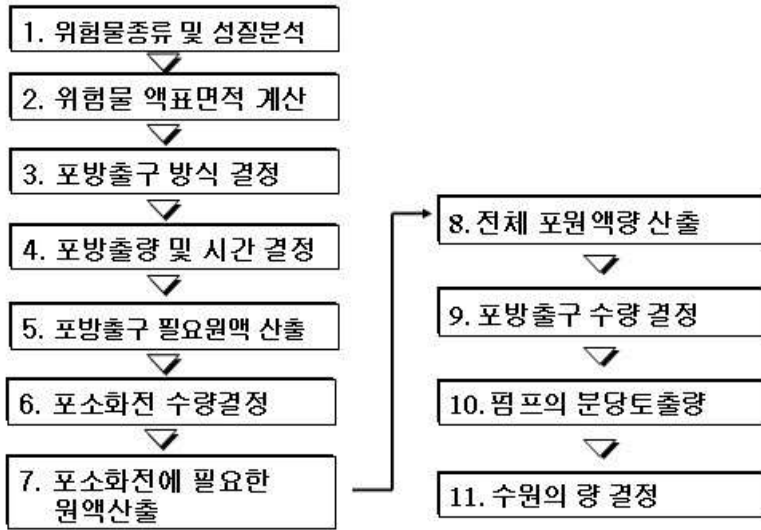 1. 위험물종류 및 성질분석
2. 위험물 액표면적 계산
3. 포방출구 방식 결정
4. 포방출량 및 시간 결정
5. 포방출구 필요원액 산출
6. 포소화전 수량결정
7. 포소화전에 필요한
원액산출
8. 전체 포원액량 산출
9. 포방출구 수량 결정
10. 펌프의 분당토출량
11. 수원의 량 결정